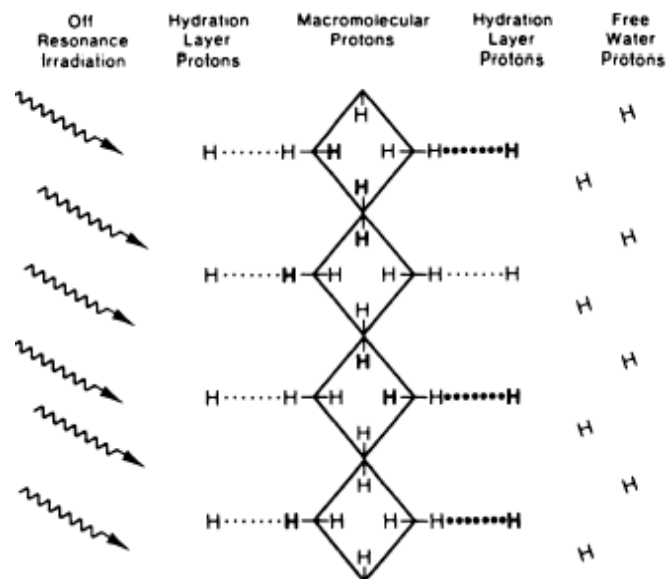 Off
Resonance
Irradiation
Hydration
Layer
Protons
Macromolecular
Protons
Hydration
Layer
Protons
Free
Water
Protons
H H
H H H H H H
H H
H H
H H H H H H
H H
H H
H H H H H H
H H
H H
H H H H H H
H H